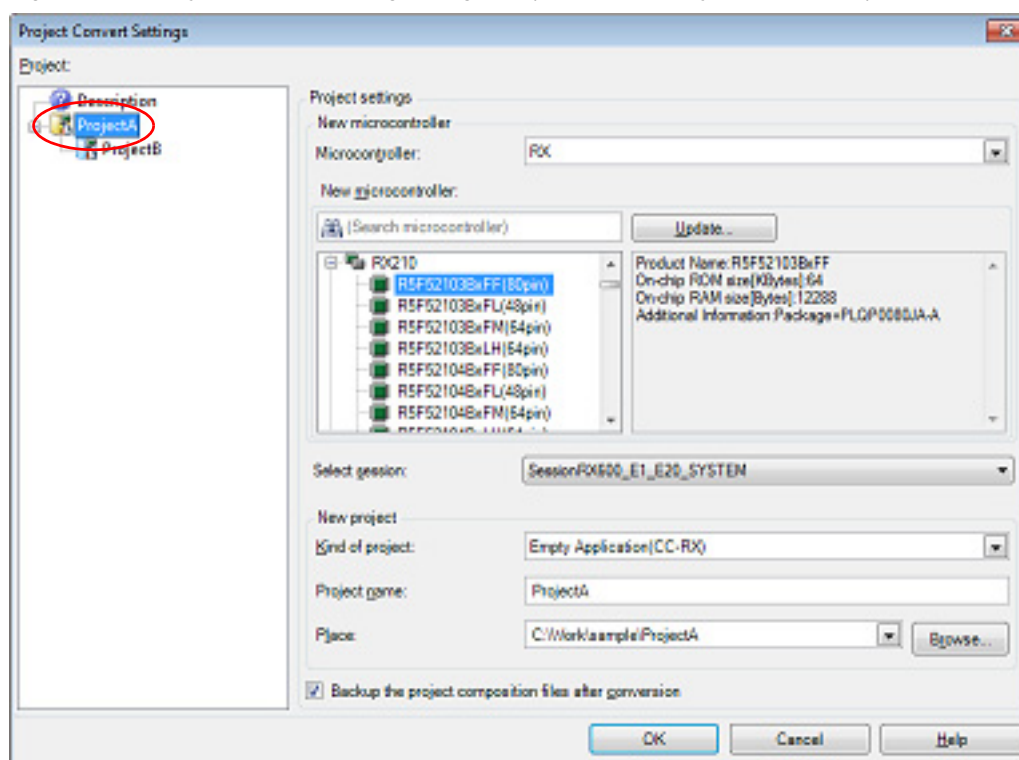 Project Convert Settings
Project:
Description
ProjectA
ProjectB
Project settings
New microcontroller
Microcontroller: RX
New microcontroller:
(Search microcontroller)
Update...
RX210
R5F52103BxFF(80pin)
R5F52103BxFL(48pin)
R5F52103BxFM(64pin)
R5F52103BxLH(64pin)
R5F52104BxFF(80pin)
R5F52104BxFL(48pin)
R5F52104BxFM(64pin)
Product Name:R5F52103BxFF
On-chip ROM size[KBytes]:64
On-chip RAM size[Bytes]:12288
Additional Information:Package=PLQP0080JA-A
Select session: SessionRX600_E1_E20_SYSTEM
New project
Kind of project: Empty Application(CC-RX)
Project name: ProjectA
Place: C:\Work\sample\ProjectA
Browse...
Backup the project composition files after conversion
OK Cancel Help